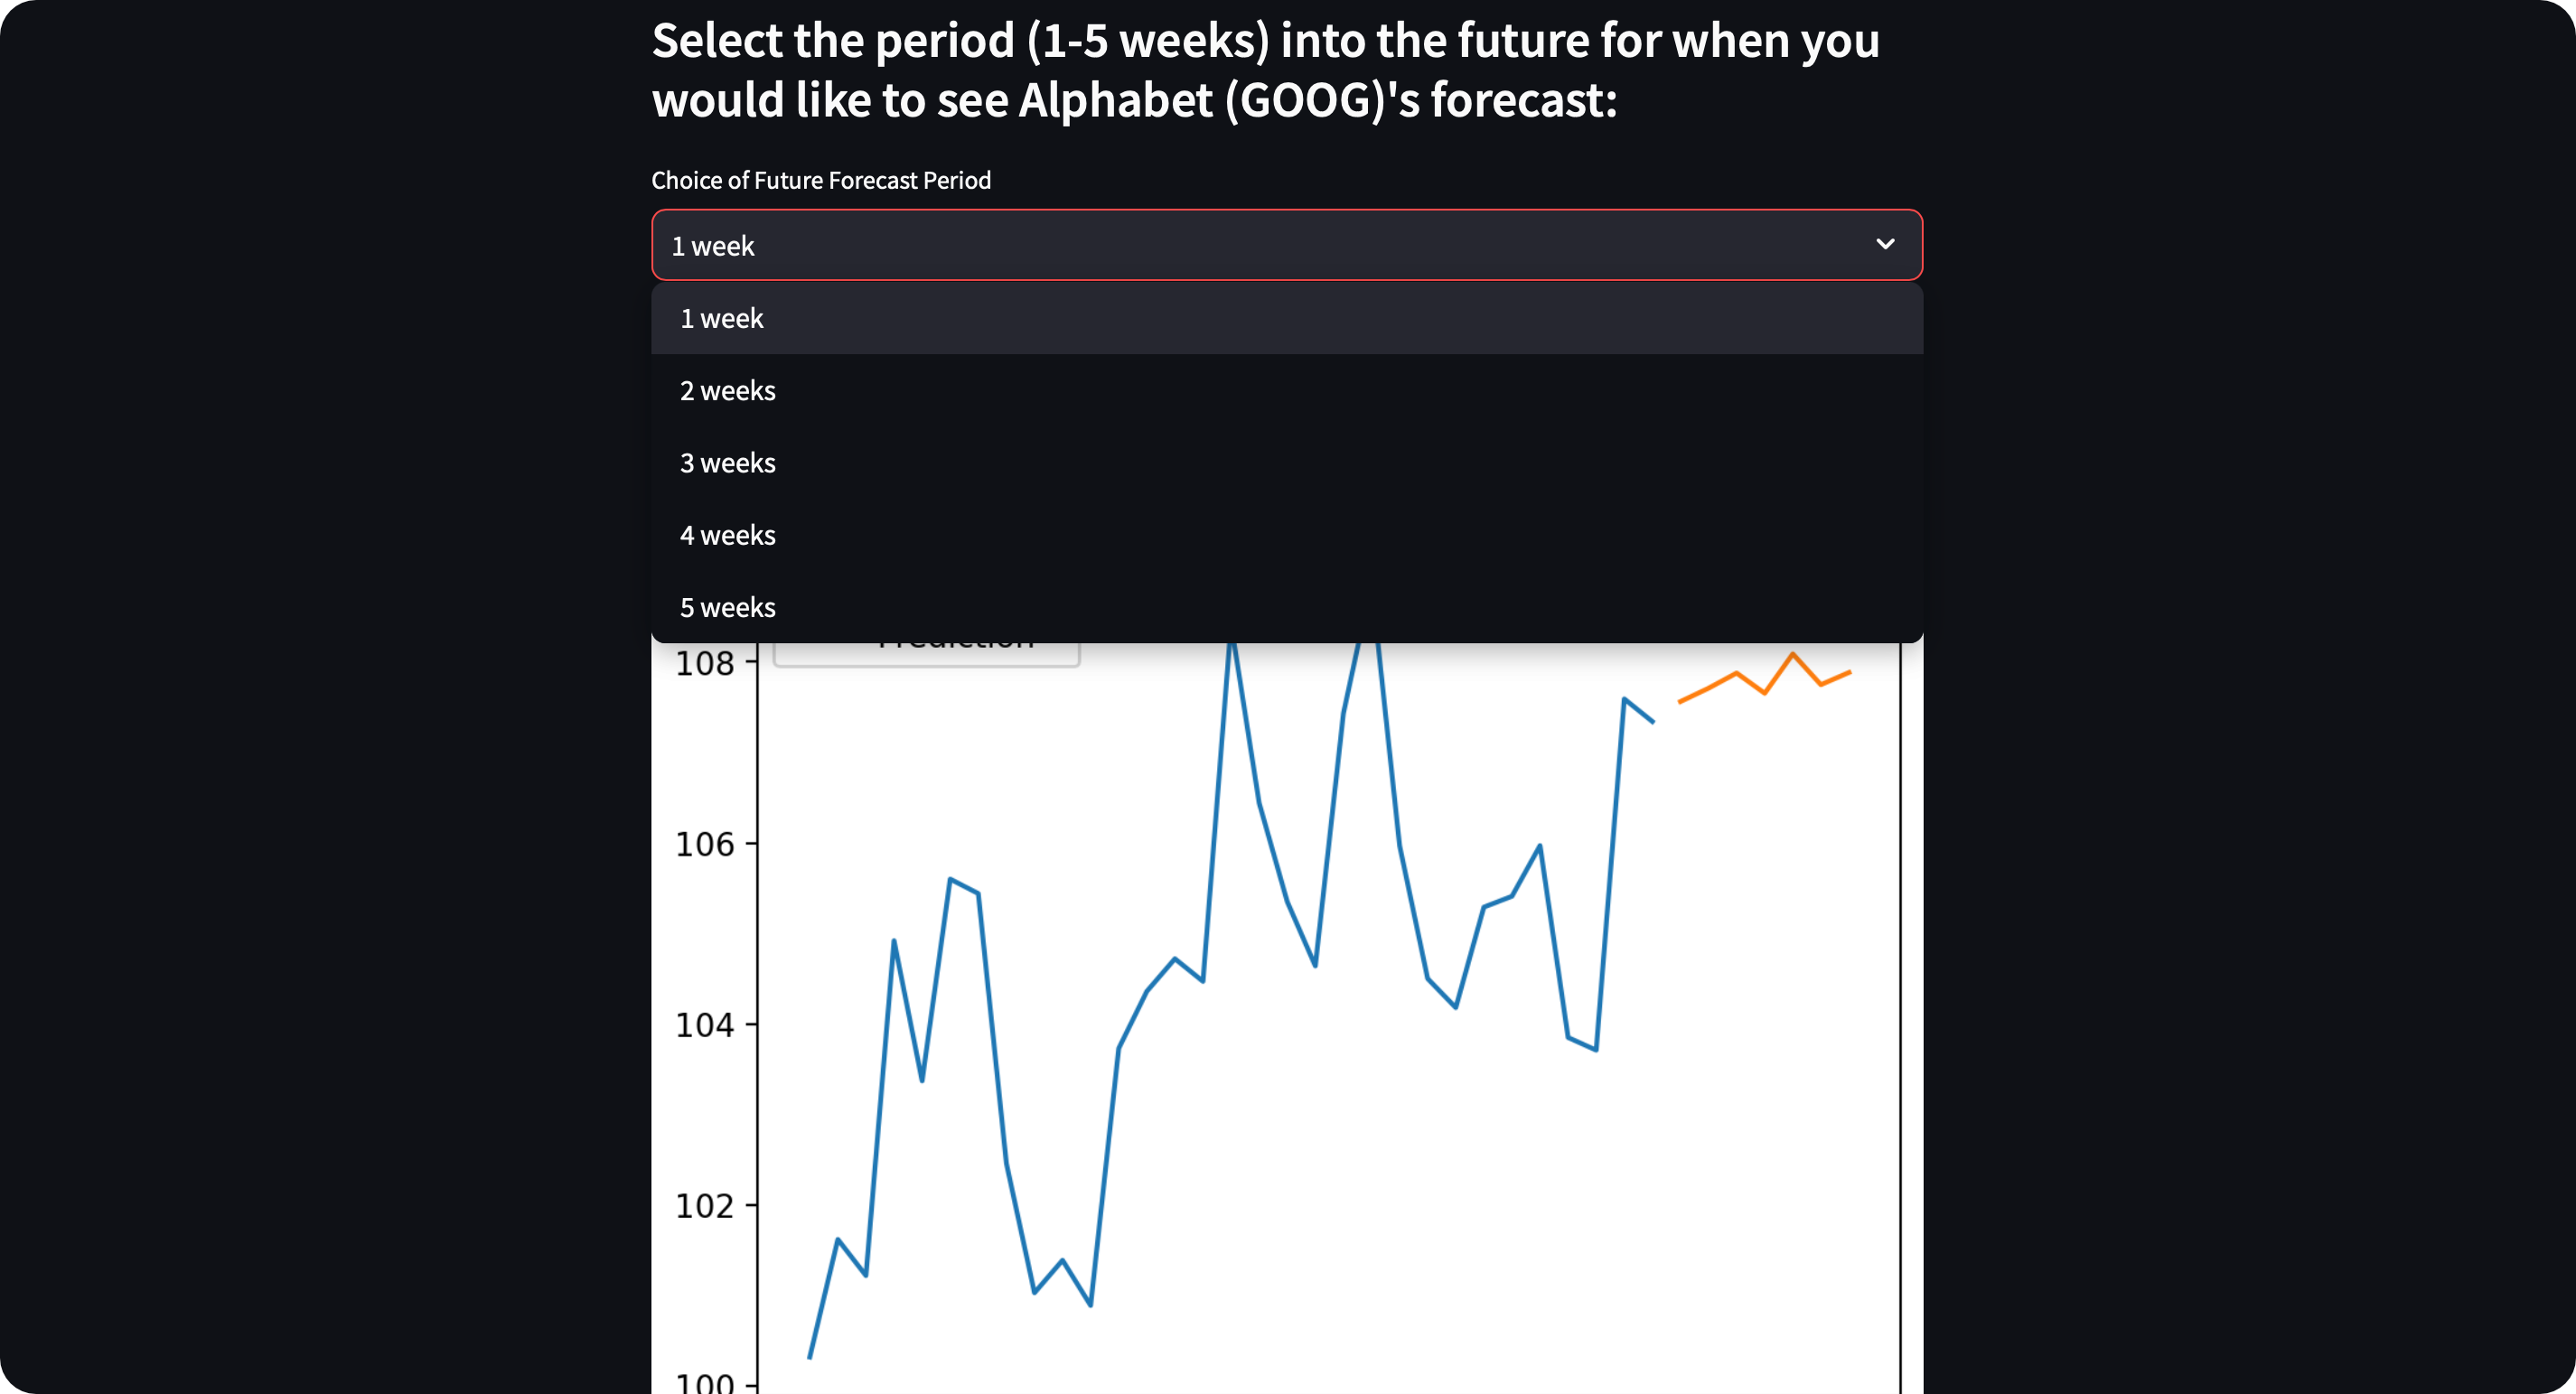 Select the period (1-5 weeks) into the future for when you
would like to see Alphabet (GOOG)'s forecast:
Choice of Future Forecast Period
1 week
1 week
2 weeks
3 weeks
4 weeks
5 weeks
Prediction
108
106
104
102
100